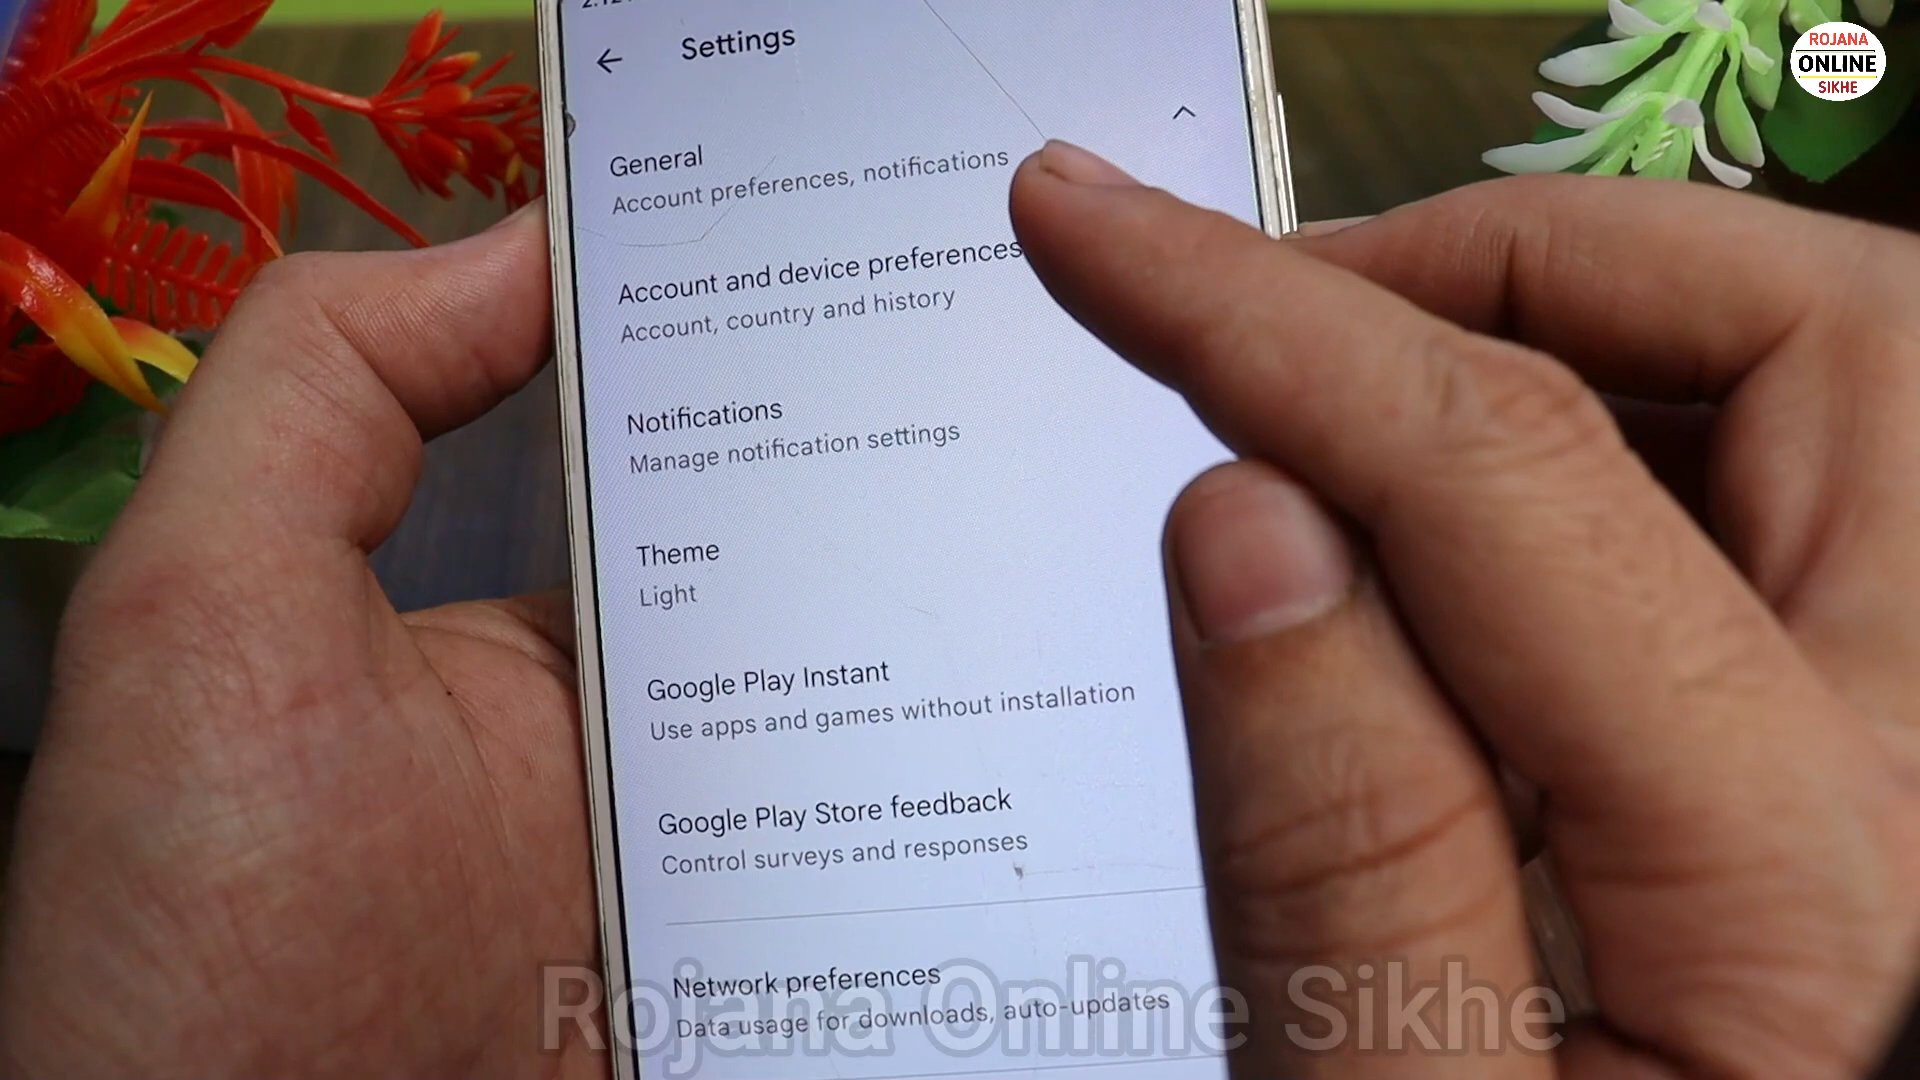 Settings
General
Account preferences, notifications
Account and device preferences
Account, country and history
Notifications
Manage notification settings
Theme
Light
Google Play Instant
Use apps and games without installation
Google Play Store feedback
Control surveys and responses
Network preferences
Data usage for downloads, auto-updates
Rojana Online Sikhe
ROJANA
ONLINE
SIKHE